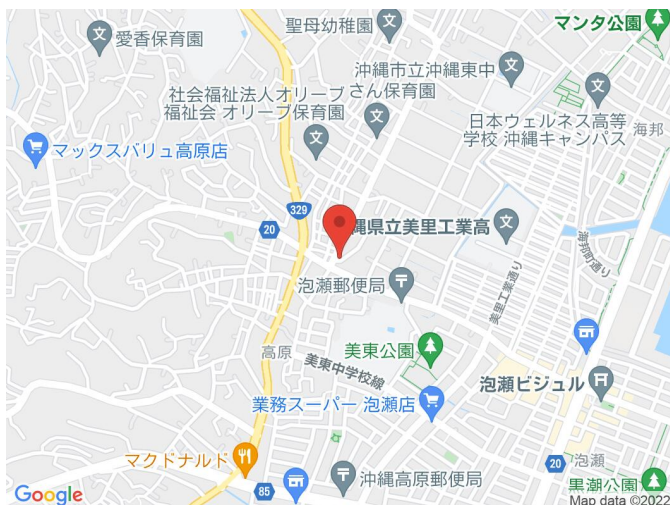 聖母幼稚園
マンタ公園
愛香保育園
沖縄市立沖縄東中
社会福祉法人オリーブ
福祉会 オリーブ保育園
さん保育園
日本ウェルネス高等
学校 沖縄キャンパス
海邦
マックスバリュ高原店
329
20
縄県立美里工業高
海邦町通り
美里工業通り
泡瀬郵便局
高原
美東公園
美東中学校線
泡瀬ビジュル
業務スーパー 泡瀬店
マクドナルド
20
泡瀬
85
沖縄高原郵便局
黒潮公園
Google
Map data ©2022